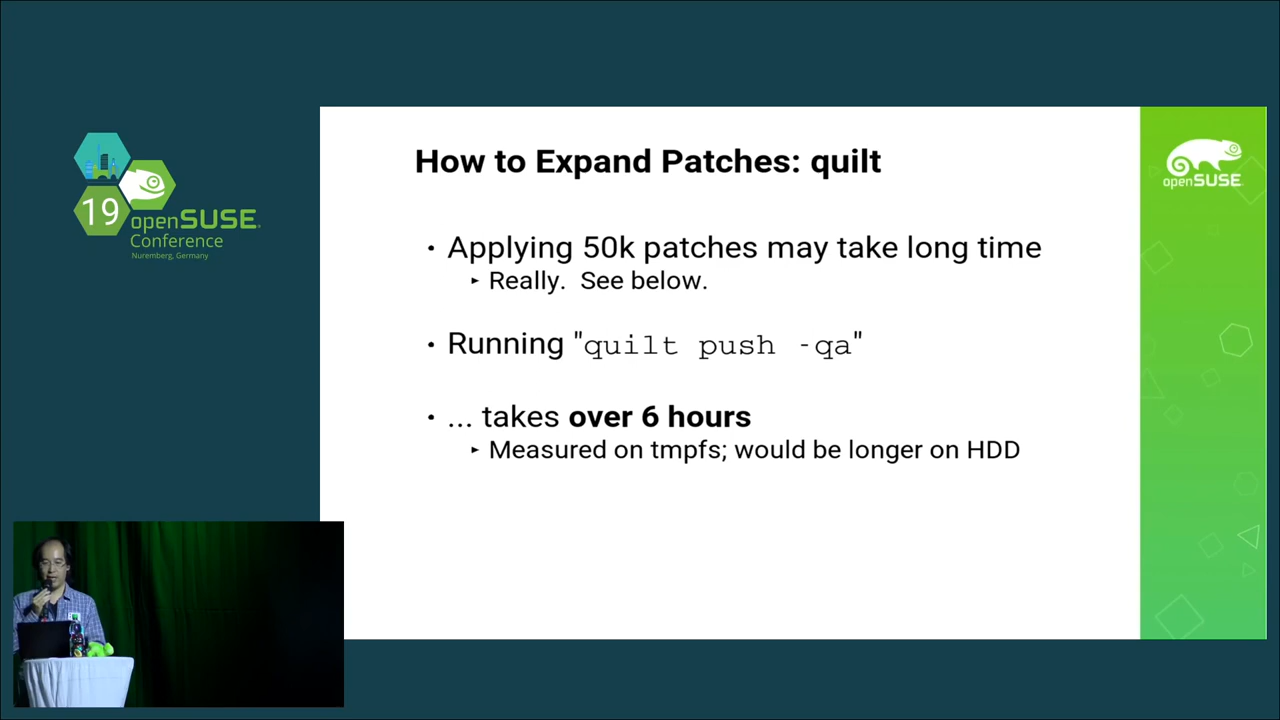 19
openSUSE
Conference
Nuremberg, Germany
openSUSE
How to Expand Patches: quilt
• Applying 50k patches may take long time
▸ Really. See below.
• Running "quilt push -qa"
• ... takes over 6 hours
▸ Measured on tmpfs; would be longer on HDD